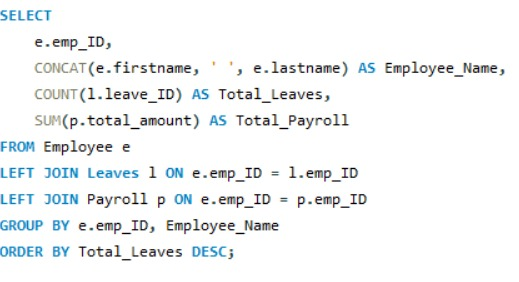 SELECT
e.emp_ID,
CONCAT(e.firstname, ' ', e.lastname) AS Employee_Name,
COUNT(l.leave_ID) AS Total_Leaves,
SUM(p.total_amount) AS Total_Payroll
FROM Employee e
LEFT JOIN Leaves l ON e.emp_ID = l.emp_ID
LEFT JOIN Payroll p ON e.emp_ID = p.emp_ID
GROUP BY e.emp_ID, Employee_Name
ORDER BY Total_Leaves DESC;